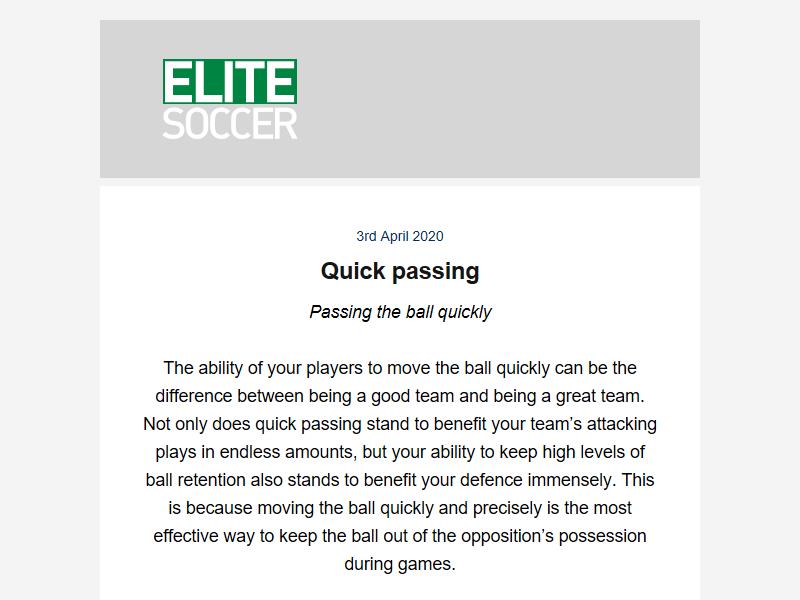 ELITE
SOCCER
3rd April 2020
Quick passing
Passing the ball quickly
The ability of your players to move the ball quickly can be the
difference between being a good team and being a great team.
Not only does quick passing stand to benefit your team’s attacking
plays in endless amounts, but your ability to keep high levels of
ball retention also stands to benefit your defence immensely. This
is because moving the ball quickly and precisely is the most
effective way to keep the ball out of the opposition’s possession
during games.